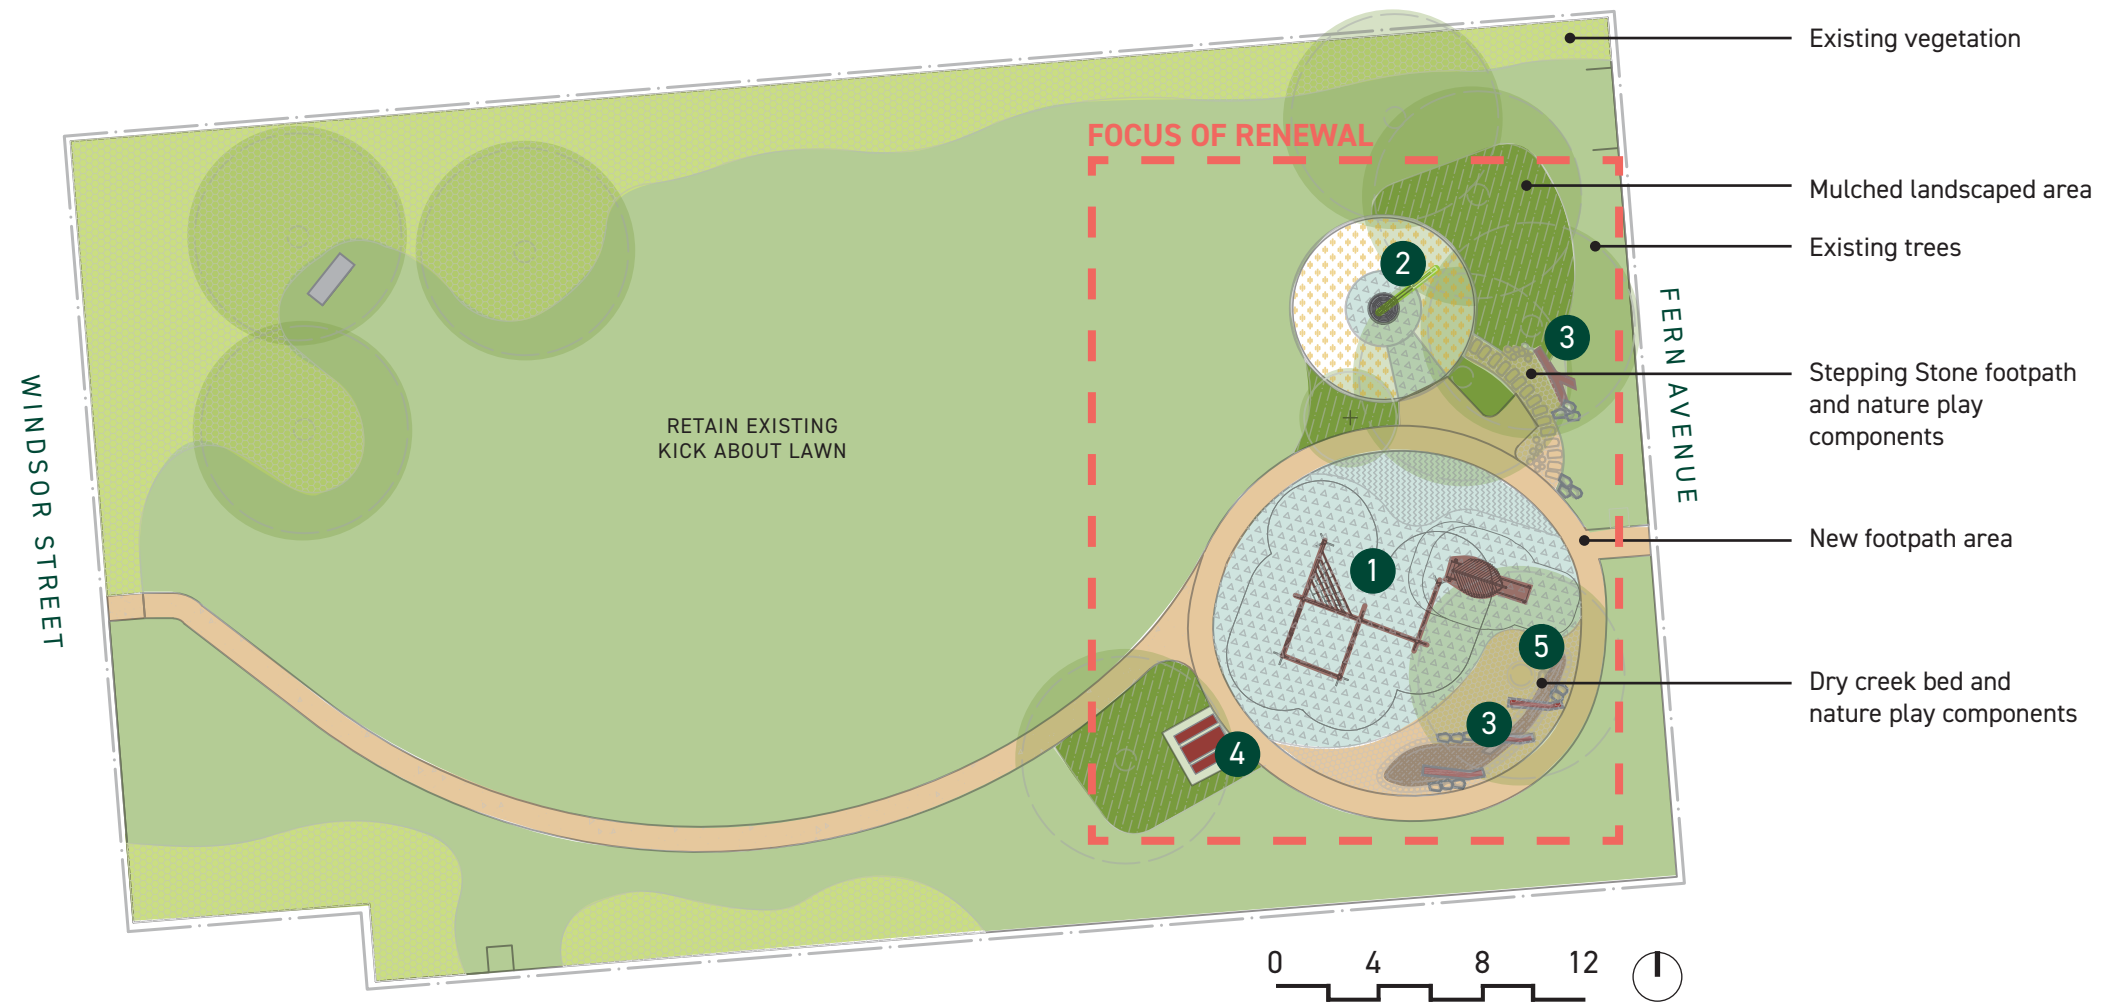 Existing vegetation
FOCUS OF RENEWAL
Mulched landscaped area
Existing trees
2
3
FERN AVENUE
Stepping Stone footpath
and nature play
components
WINDSOR STREET
RETAIN EXISTING
KICK ABOUT LAWN
New footpath area
1
5
Dry creek bed and
nature play components
3
4
0 4 8 12